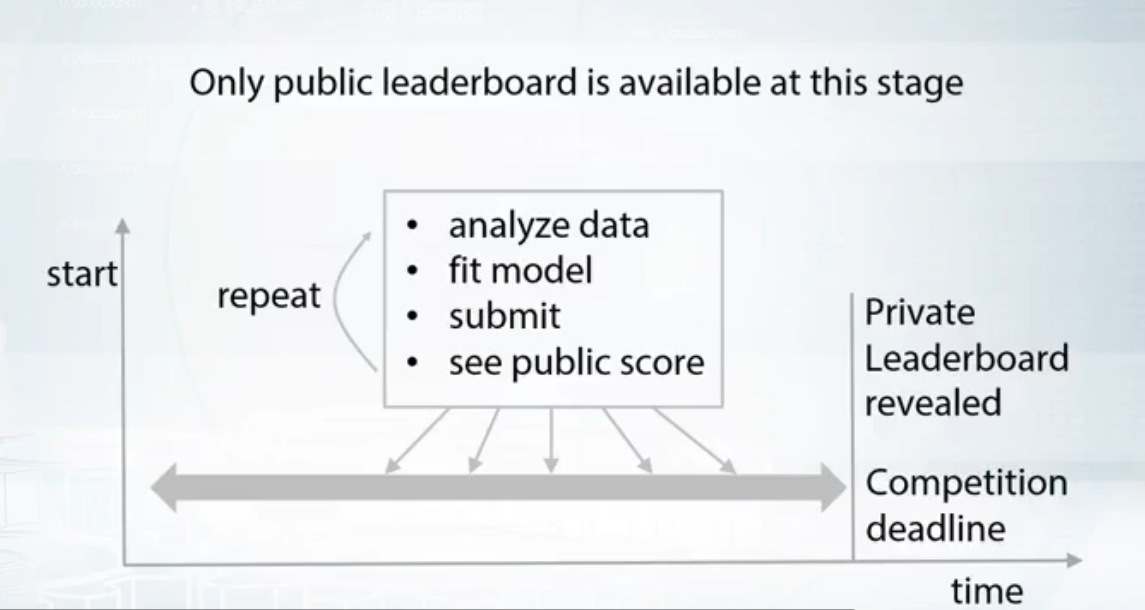 Only public leaderboard is available at this stage
start
repeat
• analyze data
• fit model
• submit
• see public score
Private
Leaderboard
revealed
Competition
deadline
time